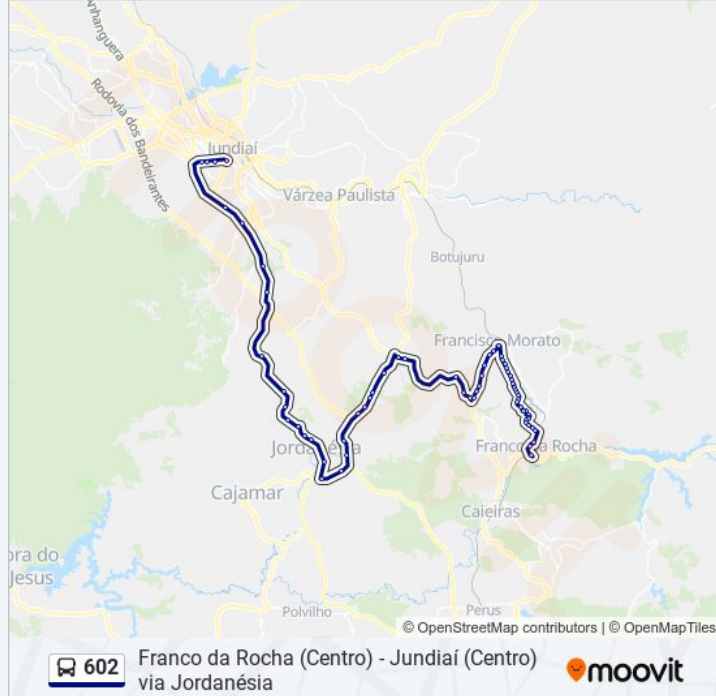 Anhanguera
Rodovia dos Bandeirantes
Jundiaí
Várzea Paulista
Botujuru
Francisco Morato
Franco da Rocha
Jordanésia
Cajamar
Caieiras
ora do
Jesus
Polvilho
Perus
© OpenStreetMap contributors | © OpenMapTiles
602
Franco da Rocha (Centro) - Jundiaí (Centro)
via Jordanésia
moovit